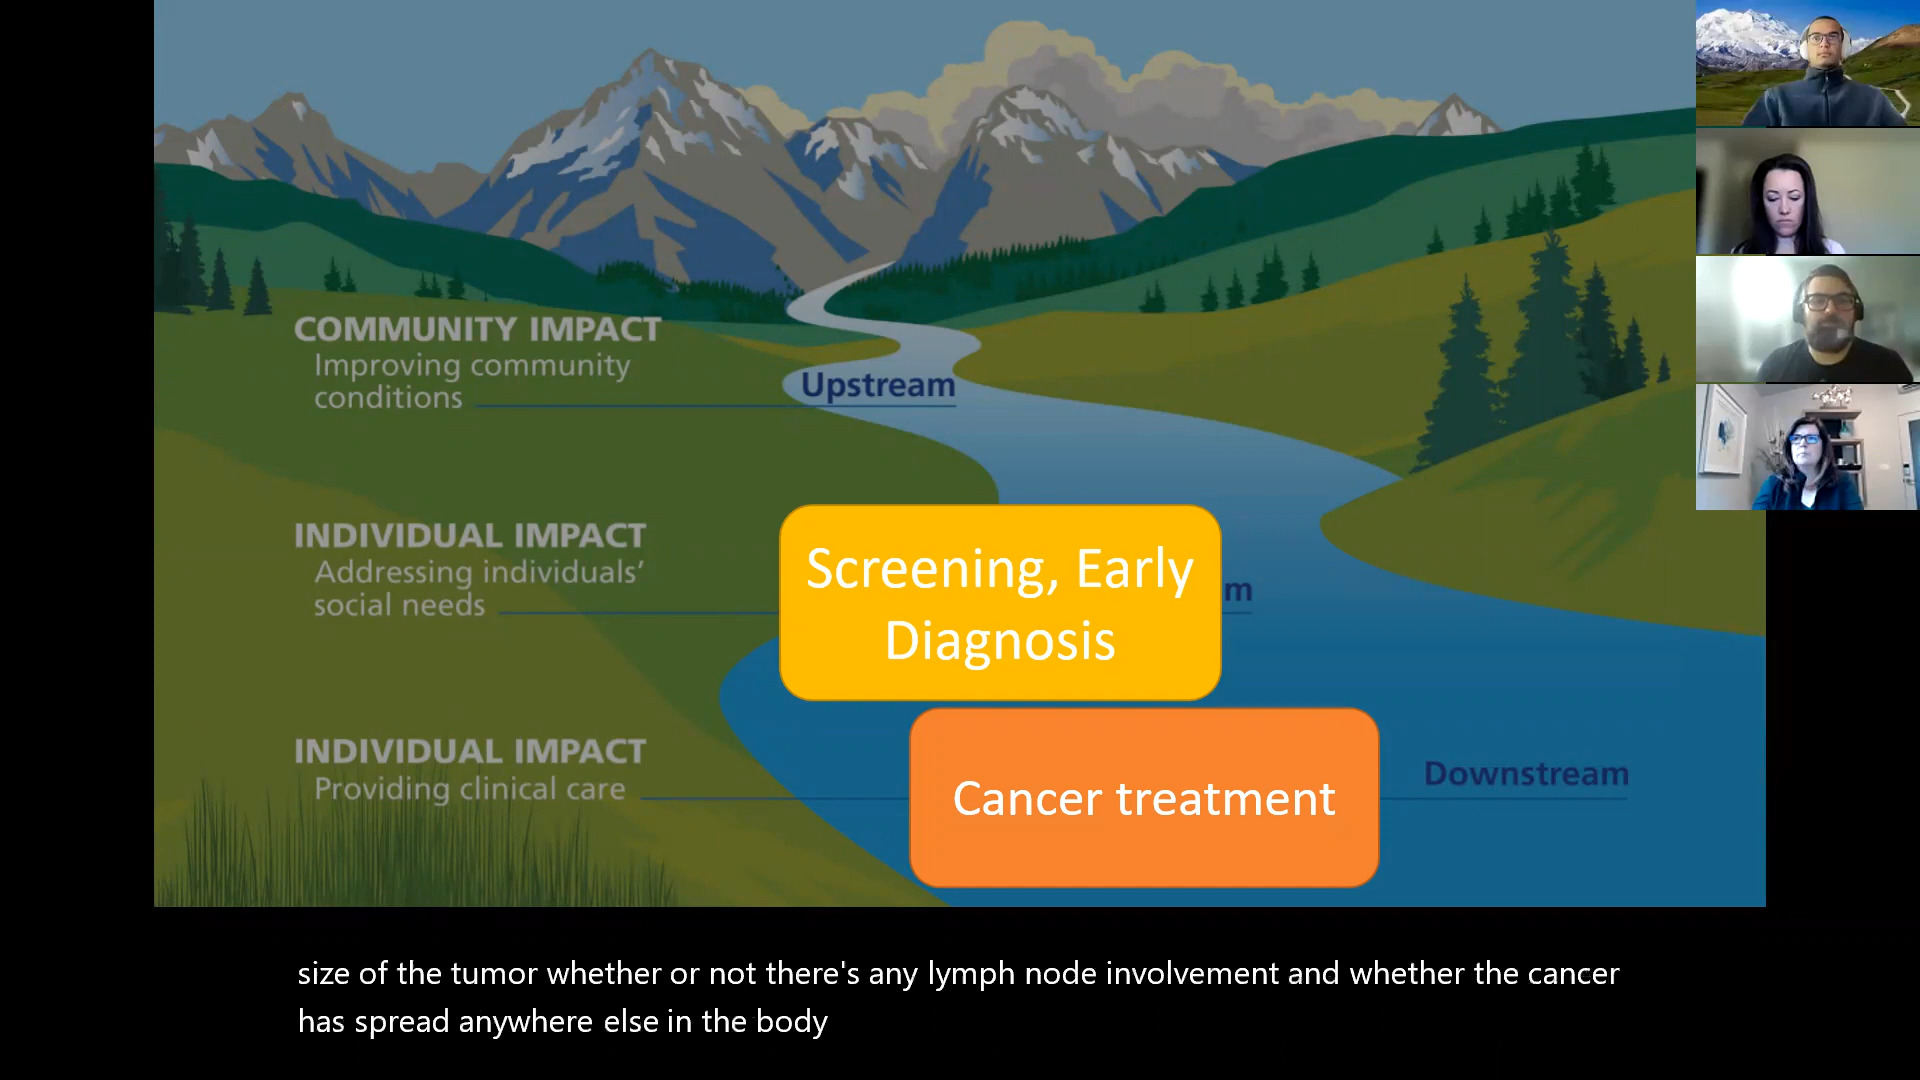 COMMUNITY IMPACT
Improving community
conditions
Upstream
INDIVIDUAL IMPACT
Addressing individuals’
social needs
Screening, Early
Diagnosis
m
INDIVIDUAL IMPACT
Providing clinical care
Cancer treatment
Downstream
size of the tumor whether or not there's any lymph node involvement and whether the cancer
has spread anywhere else in the body